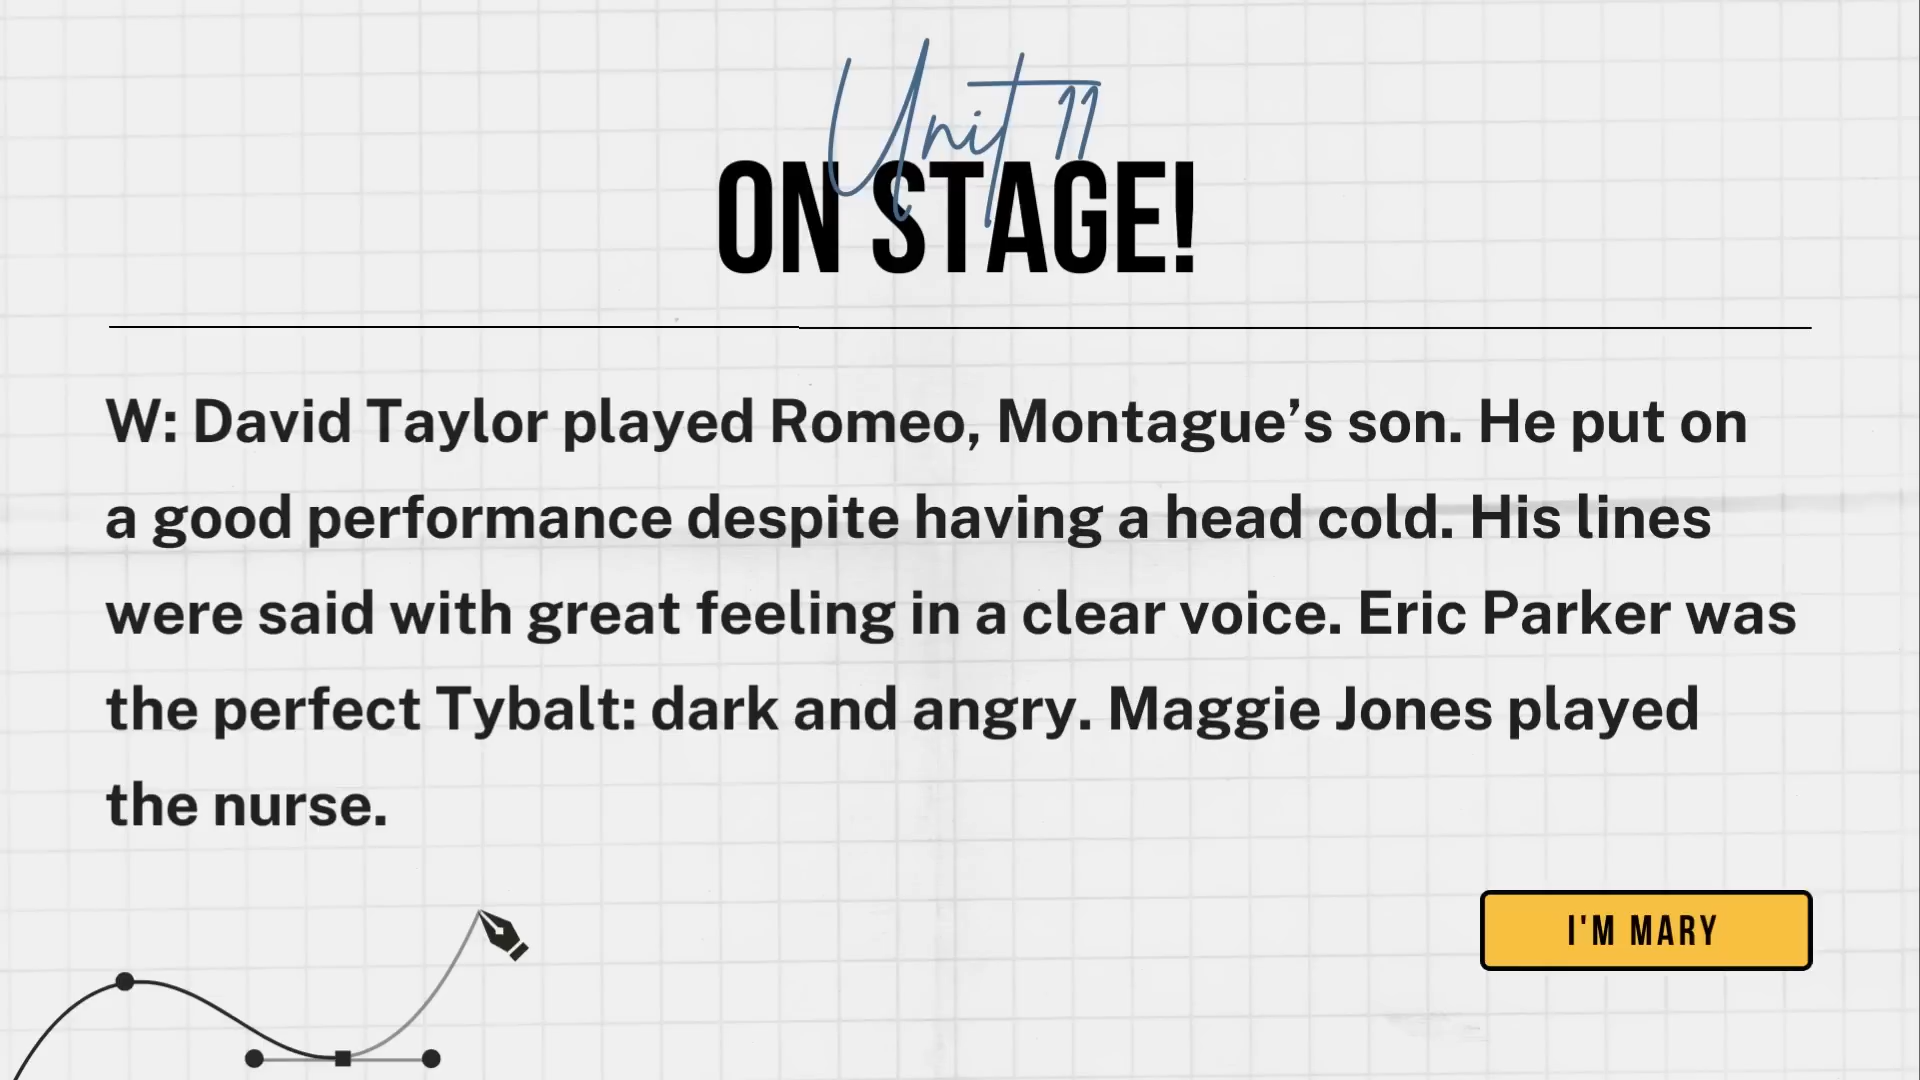 Unit 11
ON STAGE!
W: David Taylor played Romeo, Montague’s son. He put on
a good performance despite having a head cold. His lines
were said with great feeling in a clear voice. Eric Parker was
the perfect Tybalt: dark and angry. Maggie Jones played
the nurse.
I'M MARY